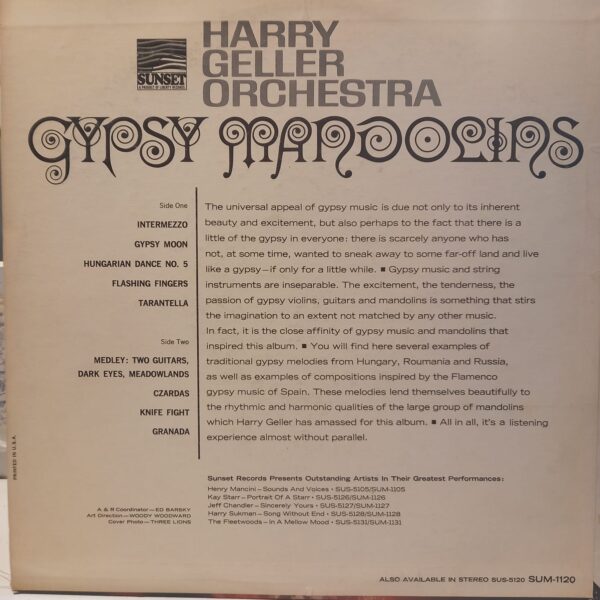 HARRY
GELLER
ORCHESTRA
SUNSET
A PRODUCT OF LIBERTY RECORDS
GYPSY MANDOLINS
Side One
INTERMEZZO
GYPSY MOON
HUNGARIAN DANCE NO. 5
FLASHING FINGERS
TARANTELLA
Side Two
MEDLEY: TWO GUITARS,
DARK EYES, MEADOWLANDS
CZARDAS
KNIFE FIGHT
GRANADA
The universal appeal of gypsy music is due not only to its inherent
beauty and excitement, but also perhaps to the fact that there is a
little of the gypsy in everyone: there is scarcely anyone who has
not, at some time, wanted to sneak away to some far-off land and live
like a gypsy—if only for a little while. ■ Gypsy music and string
instruments are inseparable. The excitement, the tenderness, the
passion of gypsy violins, guitars and mandolins is something that stirs
the imagination to an extent not matched by any other music.
In fact, it is the close affinity of gypsy music and mandolins that
inspired this album. ■ You will find here several examples of
traditional gypsy melodies from Hungary, Roumania and Russia,
as well as examples of compositions inspired by the Flamenco
gypsy music of Spain. These melodies lend themselves beautifully to
the rhythmic and harmonic qualities of the large group of mandolins
which Harry Geller has amassed for this album. ■ All in all, it's a listening
experience almost without parallel.
PRINTED IN U.S.A.
A & R Coordinator—ED BARSKY
Art Direction—WOODY WOODWARD
Cover Photo—THREE LIONS
Sunset Records Presents Outstanding Artists In Their Greatest Performances:
Henry Mancini—Sounds And Voices • SUS-5105/SUM-1105
Kay Starr—Portrait Of A Starr • SUS-5126/SUM-1126
Jeff Chandler—Sincerely Yours • SUS-5127/SUM-1127
Harry Sukman—Song Without End • SUS-5128/SUM-1128
The Fleetwoods—In A Mellow Mood • SUS-5131/SUM-1131
ALSO AVAILABLE IN STEREO SUS-5120 SUM-1120